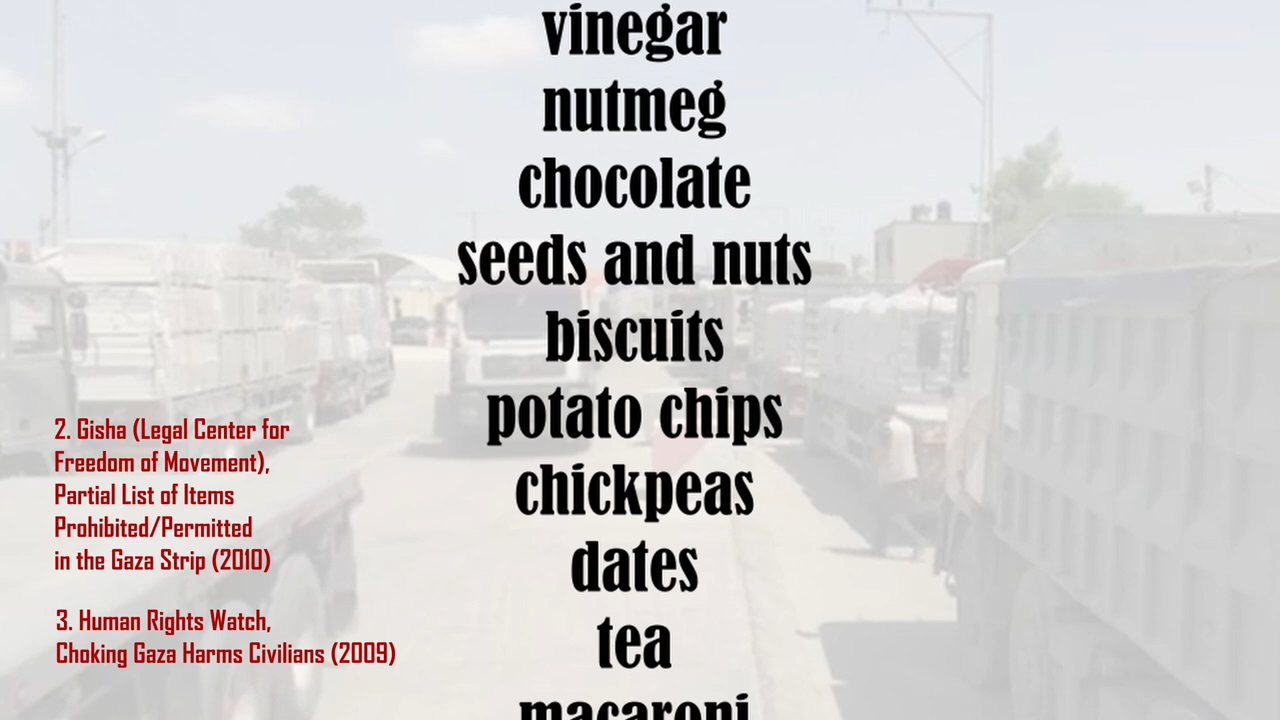 vinegar
nutmeg
chocolate
seeds and nuts
biscuits
potato chips
chickpeas
dates
tea
macaroni
2. Gisha (Legal Center for
Freedom of Movement),
Partial List of Items
Prohibited/Permitted
in the Gaza Strip (2010)
3. Human Rights Watch,
Choking Gaza Harms Civilians (2009)